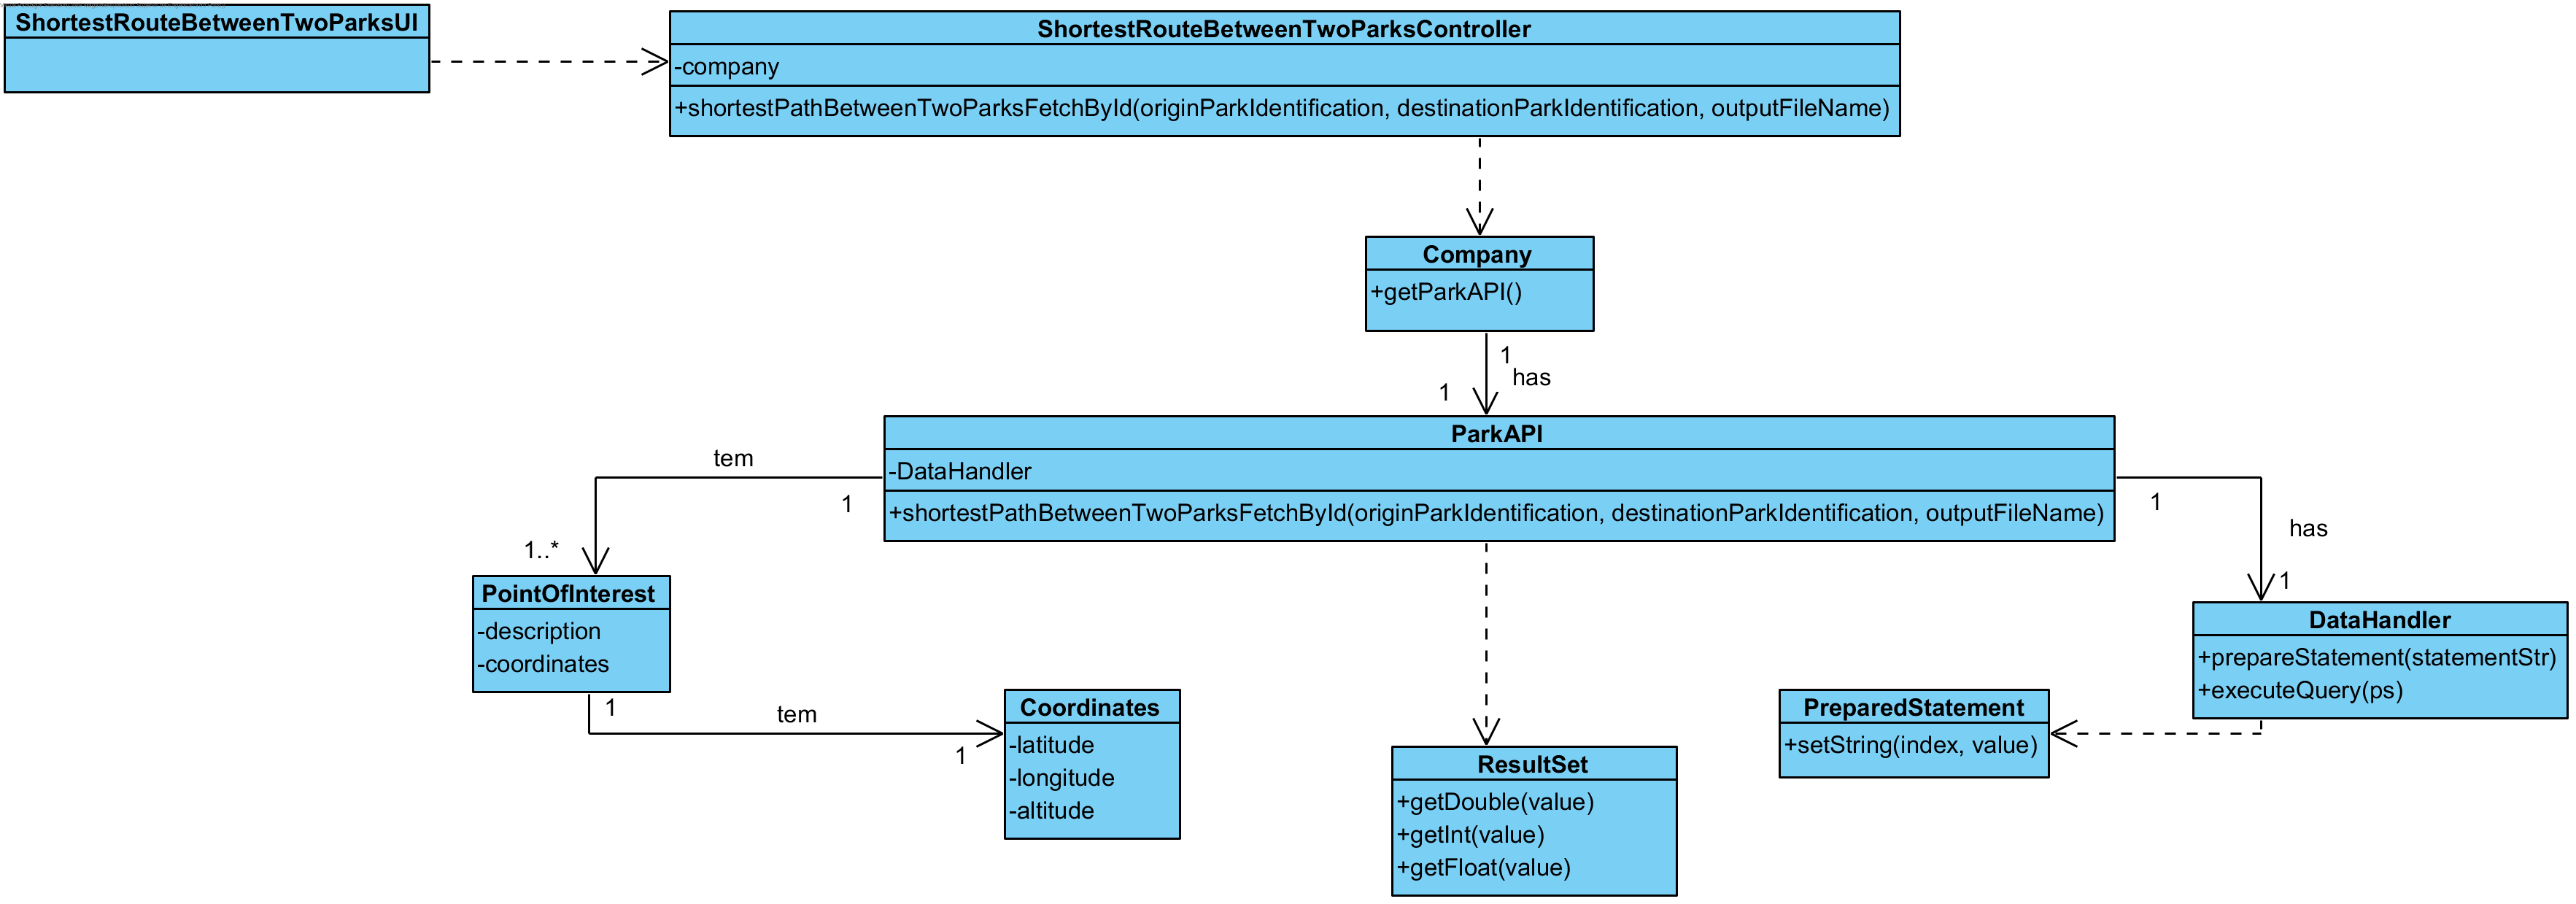 ShortestRouteBetweenTwoParksUI
ShortestRouteBetweenTwoParksController
-company
+shortestPathBetweenTwoParksFetchById(originParkIdentification, destinationParkIdentification, outputFileName)
Company
+getParkAPI()
1
has
1
ParkAPI
-DataHandler
+shortestPathBetweenTwoParksFetchById(originParkIdentification, destinationParkIdentification, outputFileName)
tem
1
1..*
1
has
1
PointOfInterest
-description
-coordinates
1
tem
1
Coordinates
-latitude
-longitude
-altitude
ResultSet
+getDouble(value)
+getInt(value)
+getFloat(value)
PreparedStatement
+setString(index, value)
DataHandler
+prepareStatement(statementStr)
+executeQuery(ps)